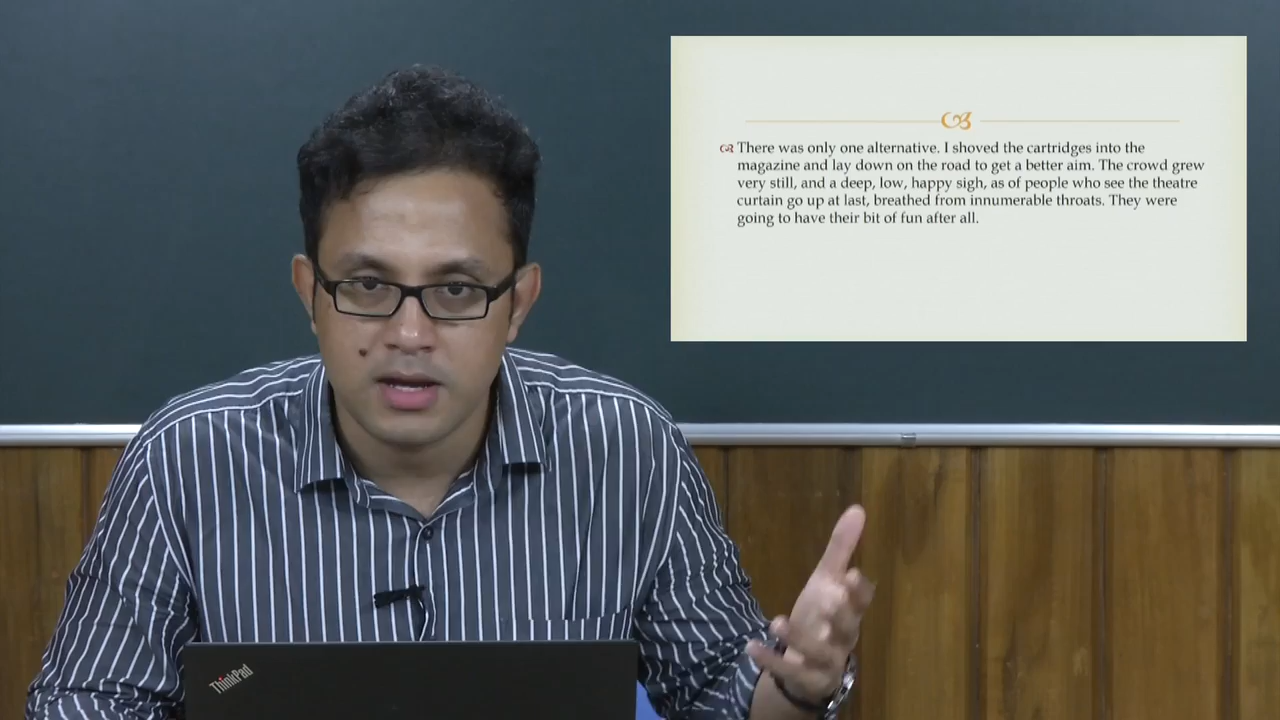 There was only one alternative. I shoved the cartridges into the
magazine and lay down on the road to get a better aim. The crowd grew
very still, and a deep, low, happy sigh, as of people who see the theatre
curtain go up at last, breathed from innumerable throats. They were
going to have their bit of fun after all.
ThinkPad